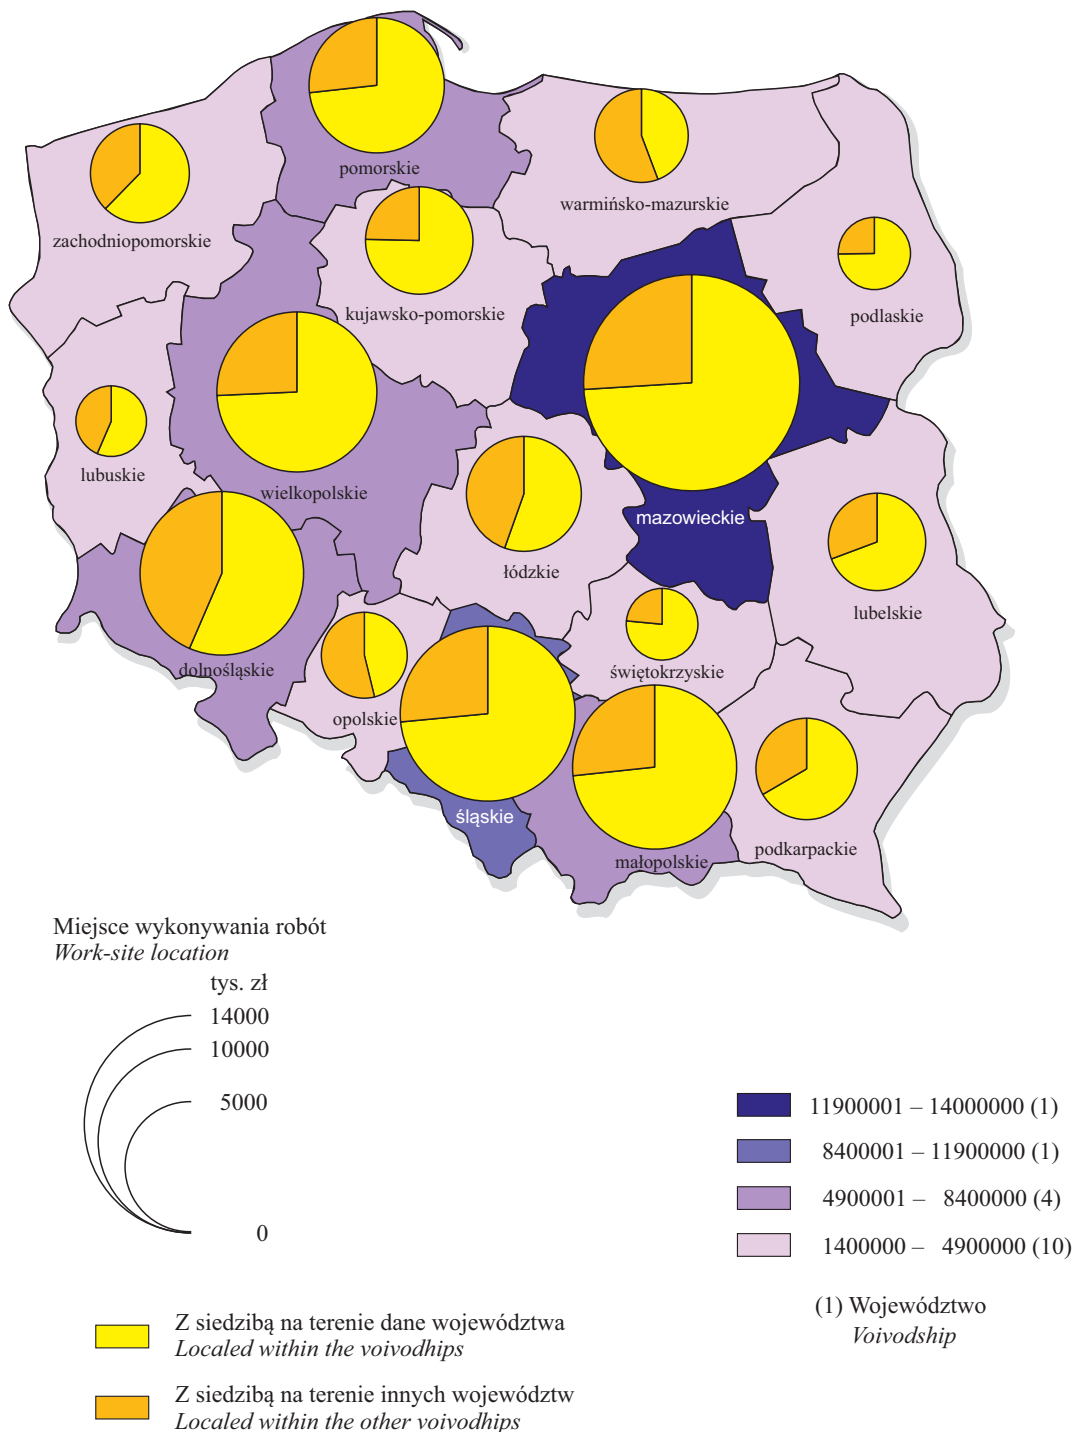 pomorskie
warmińsko-mazurskie
zachodniopomorskie
kujawsko-pomorskie
podlaskie
lubuskie
wielkopolskie
mazowieckie
łódzkie
lubelskie
dolnośląskie
świętokrzyskie
opolskie
śląskie
małopolskie
podkarpackie
Miejsce wykonywania robót
Work-site location
tys. zł
14000
10000
5000
0
11900001 – 14000000 (1)
8400001 – 11900000 (1)
4900001 – 8400000 (4)
1400000 – 4900000 (10)
(1) Województwo
Voivodship
Z siedzibą na terenie dane województwa
Localed within the voivodhips
Z siedzibą na terenie innych województw
Localed within the other voivodhips